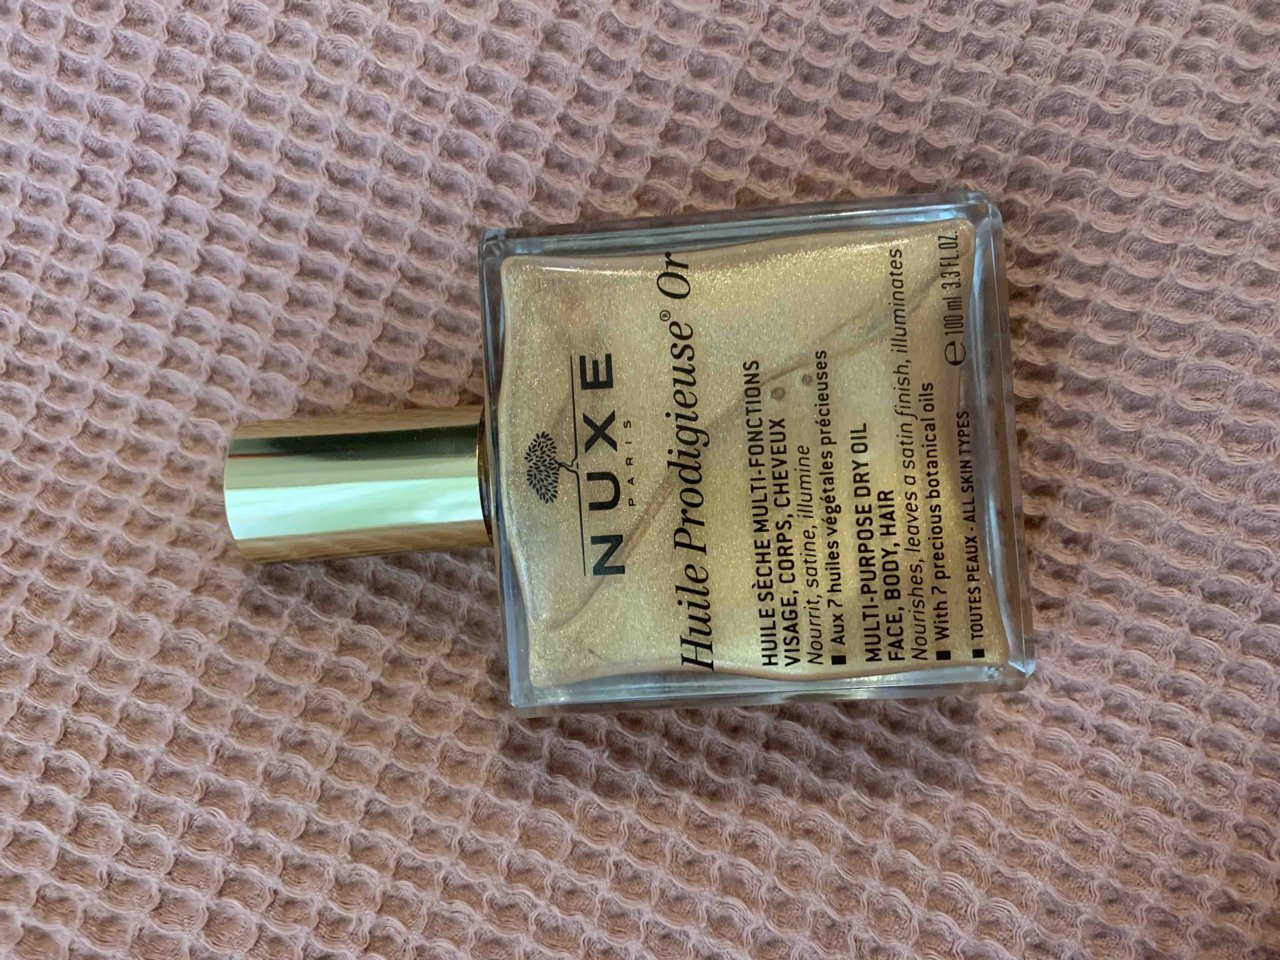 NUXE
PARIS
Huile Prodigieuse® Or
HUILE SÈCHE MULTI-FONCTIONS
VISAGE, CORPS, CHEVEUX
Nourrit, satine, illumine
■ Aux 7 huiles végétales précieuses
MULTI-PURPOSE DRY OIL
FACE, BODY, HAIR
Nourishes, leaves a satin finish, illuminates
■ With 7 precious botanical oils
■ TOUTES PEAUX - ALL SKIN TYPES
℮ 100 ml 3.3 FL.OZ.